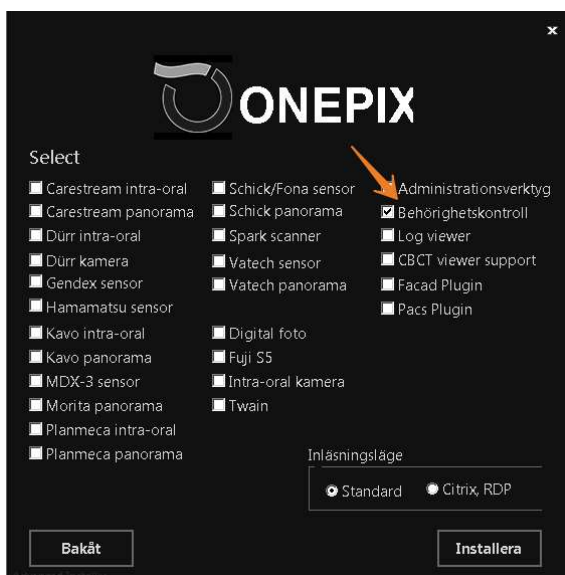 x
ONEPIX
Select
Carestream intra-oral
Carestream panorama
Dürr intra-oral
Dürr kamera
Gendex sensor
Hamamatsu sensor
Kavo intra-oral
Kavo panorama
MDX-3 sensor
Morita panorama
Planmeca intra-oral
Planmeca panorama
Schick/Fona sensor
Schick panorama
Spark scanner
Vatech sensor
Vatech panorama
Digital foto
Fuji S5
Intra-oral kamera
Twain
Administrationsverktyg
Behörighetskontroll
Log viewer
CBCT viewer support
Facad Plugin
Pacs Plugin
Inläsningsläge
Standard
Citrix, RDP
Bakåt
Installera